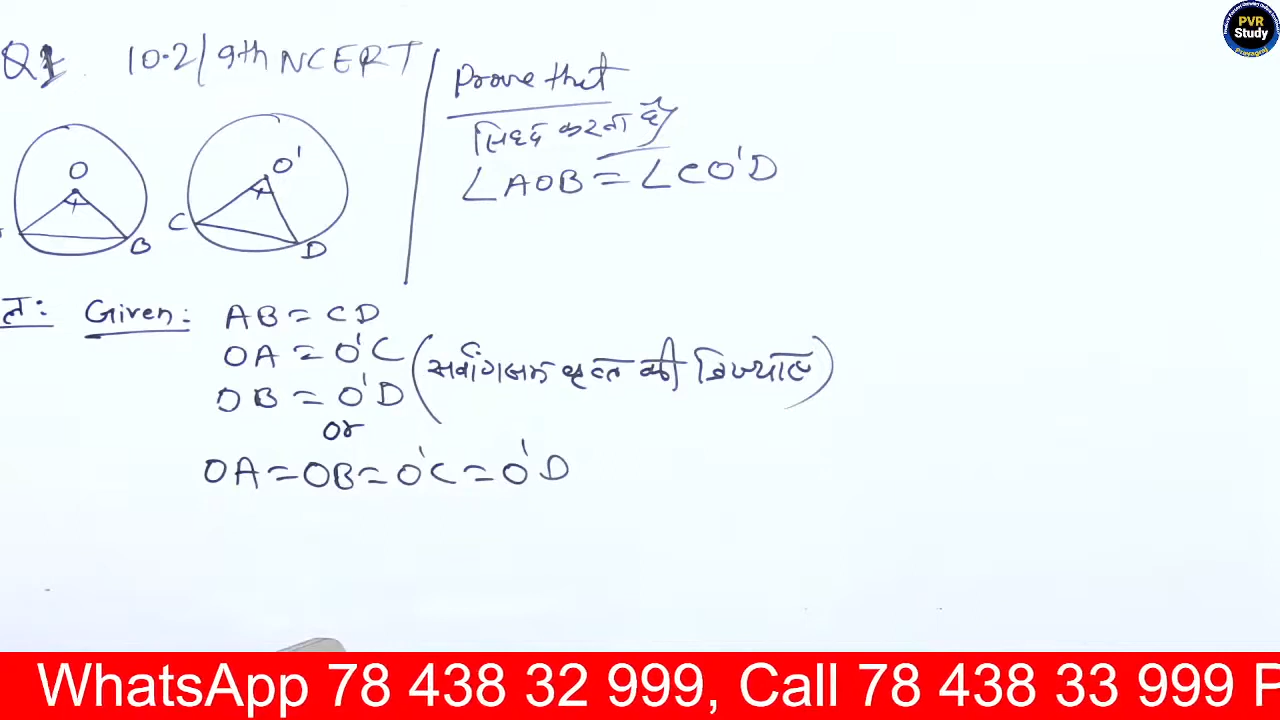 Q1 10.2/9th NCERT
Prove that
सिद्द करना है
∠AOB = ∠CO'D
O
B
O'
C
D
Given: AB = CD
OA = O'C (सर्वांगसम वृत्त की त्रिज्याए)
OB = O'D
or
OA = OB = O'C = O'D
PVR
Study
Prayagraj
WhatsApp 78 438 32 999, Call 78 438 33 999 P